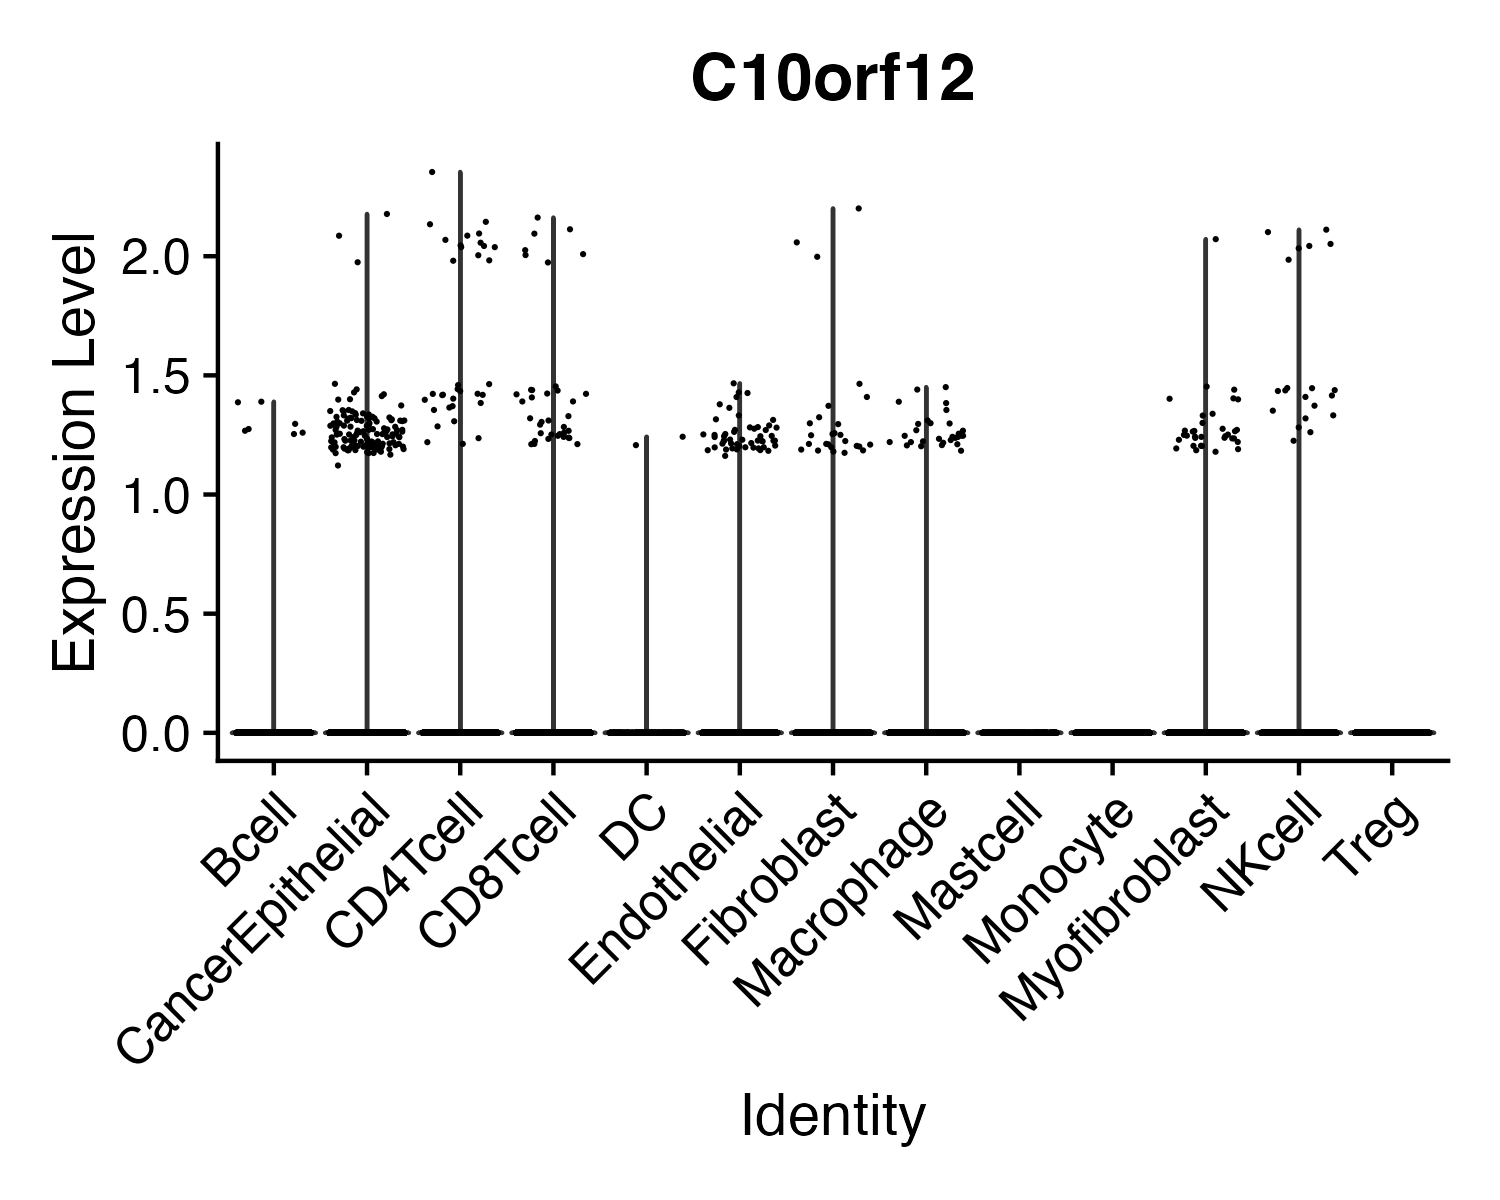 C10orf12
Expression Level
2.0
1.5
1.0
0.5
0.0
Bcell
CancerEpithelial
CD4Tcell
CD8Tcell
DC
Endothelial
Fibroblast
Macrophage
Mastcell
Monocyte
Myofibroblast
NKcell
Treg
Identity